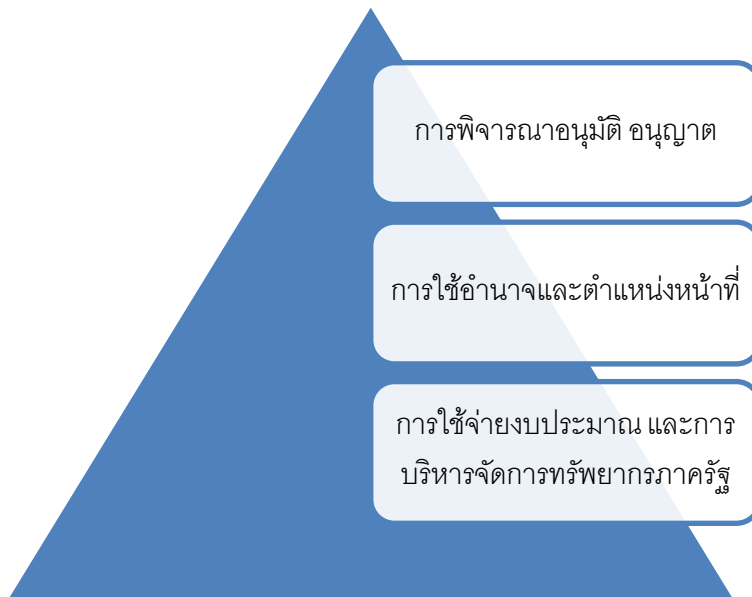 การพิจารณาอนุมัติ อนุญาต
การใช้อำนาจและตำแหน่งหน้าที่
การใช้จ่ายงบประมาณ และการ
บริหารจัดการทรัพยากรภาครัฐ